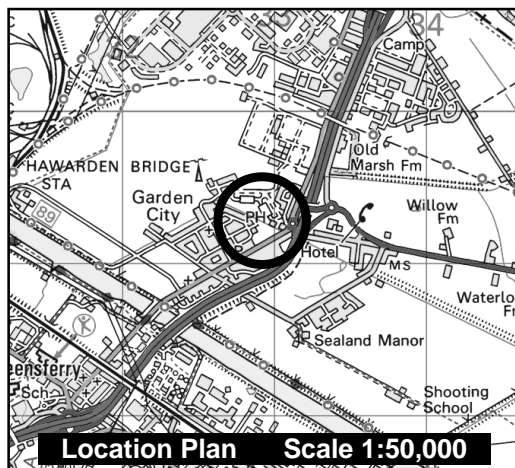 33
34
Camp
Old
Marsh Fm
HAWARDEN BRIDGE
STA
Garden
City
PH
Willow
Fm
89
Hotel
MS
Sealand Manor
eensferry
Sch
Shooting
School
Waterlo
Location Plan Scale 1:50,000